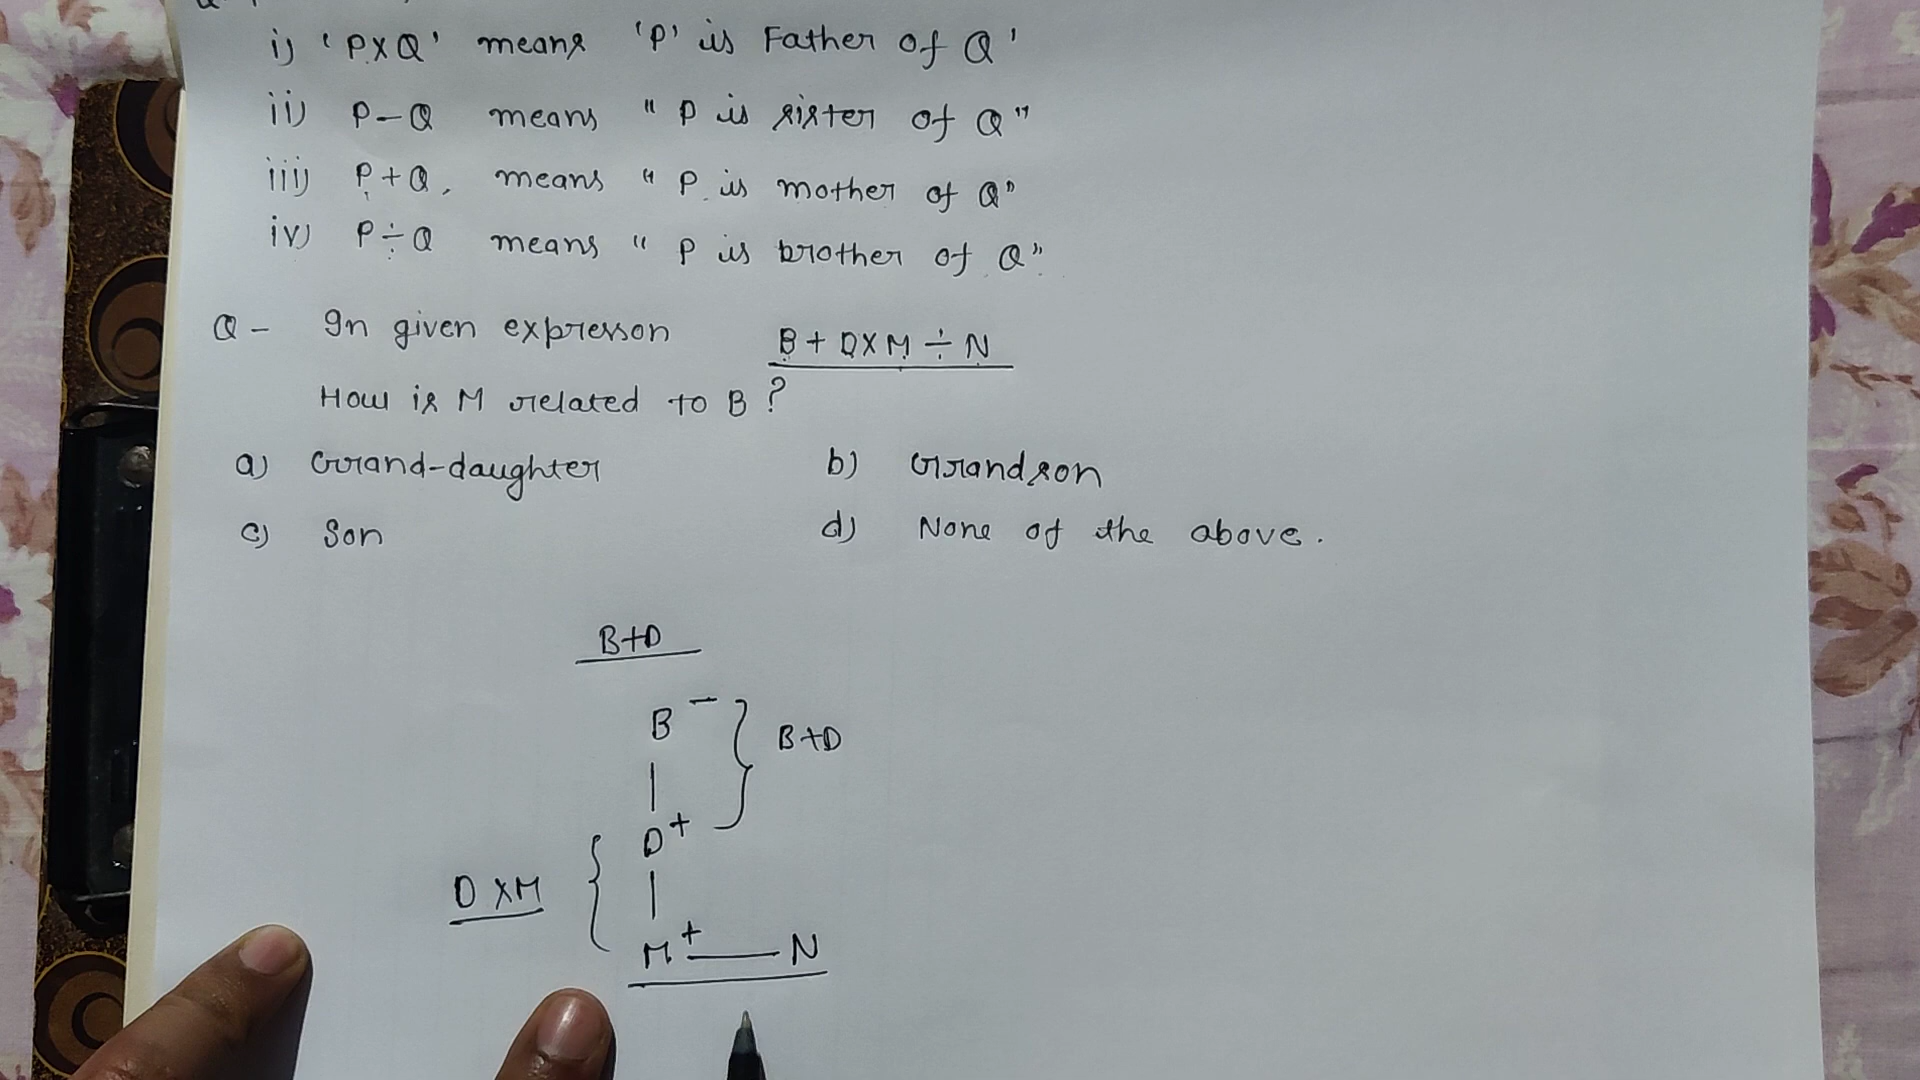 i) 'P×Q' means 'P' is Father of Q'
ii) P-Q means "P is sister of Q"
iii) P+Q, means "P is mother of Q"
iv) P÷Q means "P is brother of Q"
Q - In given expresson B + D×M ÷ N
How is M related to B ?
a) Grand-daughter b) Grandson
c) Son d) None of the above.
B+D
B - } B+D
D +
D×M {
M + — N